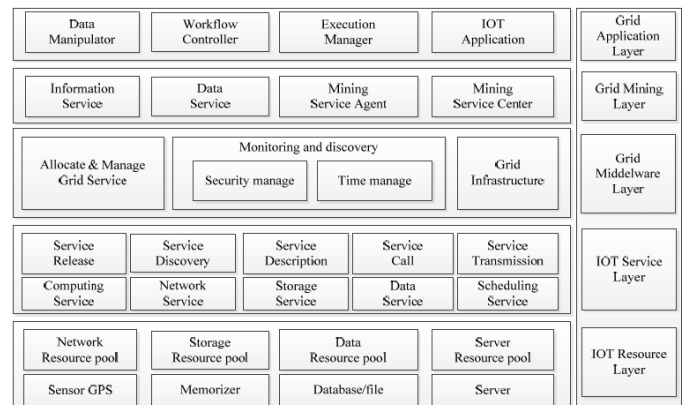 Data
Manipulator
Workflow
Controller
Execution
Manager
IOT
Application
Grid
Application
Layer
Information
Service
Data
Service
Mining
Service Agent
Mining
Service Center
Grid Mining
Layer
Allocate & Manage
Grid Service
Monitoring and discovery
Security manage
Time manage
Grid
Infrastructure
Grid
Middelware
Layer
Service
Release
Service
Discovery
Service
Description
Service
Call
Service
Transmission
Computing
Service
Network
Service
Storage
Service
Data
Service
Scheduling
Service
IOT Service
Layer
Network
Resource pool
Storage
Resource pool
Data
Resource pool
Server
Resource pool
Sensor GPS
Memorizer
Database/file
Server
IOT Resource
Layer